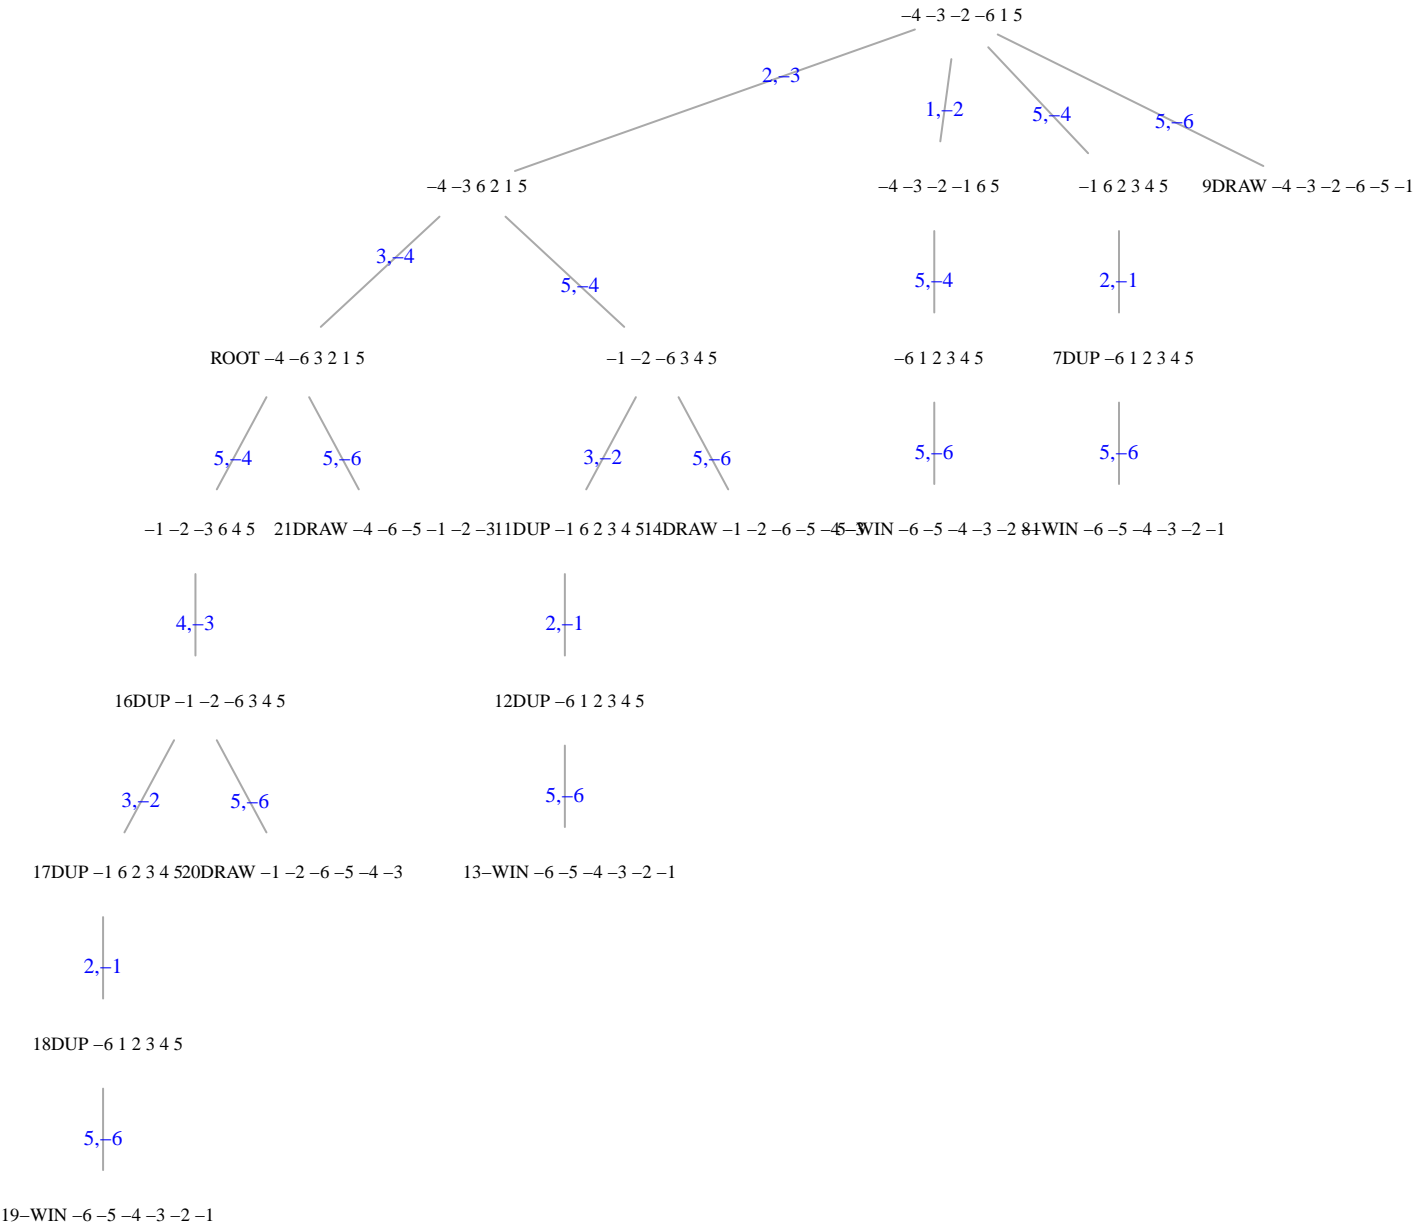 –4 –3 –2 –6 1 5
2,–3
1,–2
5,–4
5,–6
–4 –3 6 2 1 5
–4 –3 –2 –1 6 5
–1 6 2 3 4 5
9DRAW –4 –3 –2 –6 –5 –1
3,–4
5,–4
5,–4
2,–1
ROOT –4 –6 3 2 1 5
–1 –2 –6 3 4 5
–6 1 2 3 4 5
7DUP –6 1 2 3 4 5
5,–4
5,–6
3,–2
5,–6
5,–6
5,–6
–1 –2 –3 6 4 5
21DRAW –4 –6 –5 –1 –2 –3
11DUP –1 6 2 3 4 5
14DRAW –1 –2 –6 –5 –4 –3
5–WIN –6 –5 –4 –3 –2 –1
8–WIN –6 –5 –4 –3 –2 –1
4,–3
2,–1
16DUP –1 –2 –6 3 4 5
12DUP –6 1 2 3 4 5
3,–2
5,–6
5,–6
17DUP –1 6 2 3 4 5
20DRAW –1 –2 –6 –5 –4 –3
13–WIN –6 –5 –4 –3 –2 –1
2,–1
18DUP –6 1 2 3 4 5
5,–6
19–WIN –6 –5 –4 –3 –2 –1